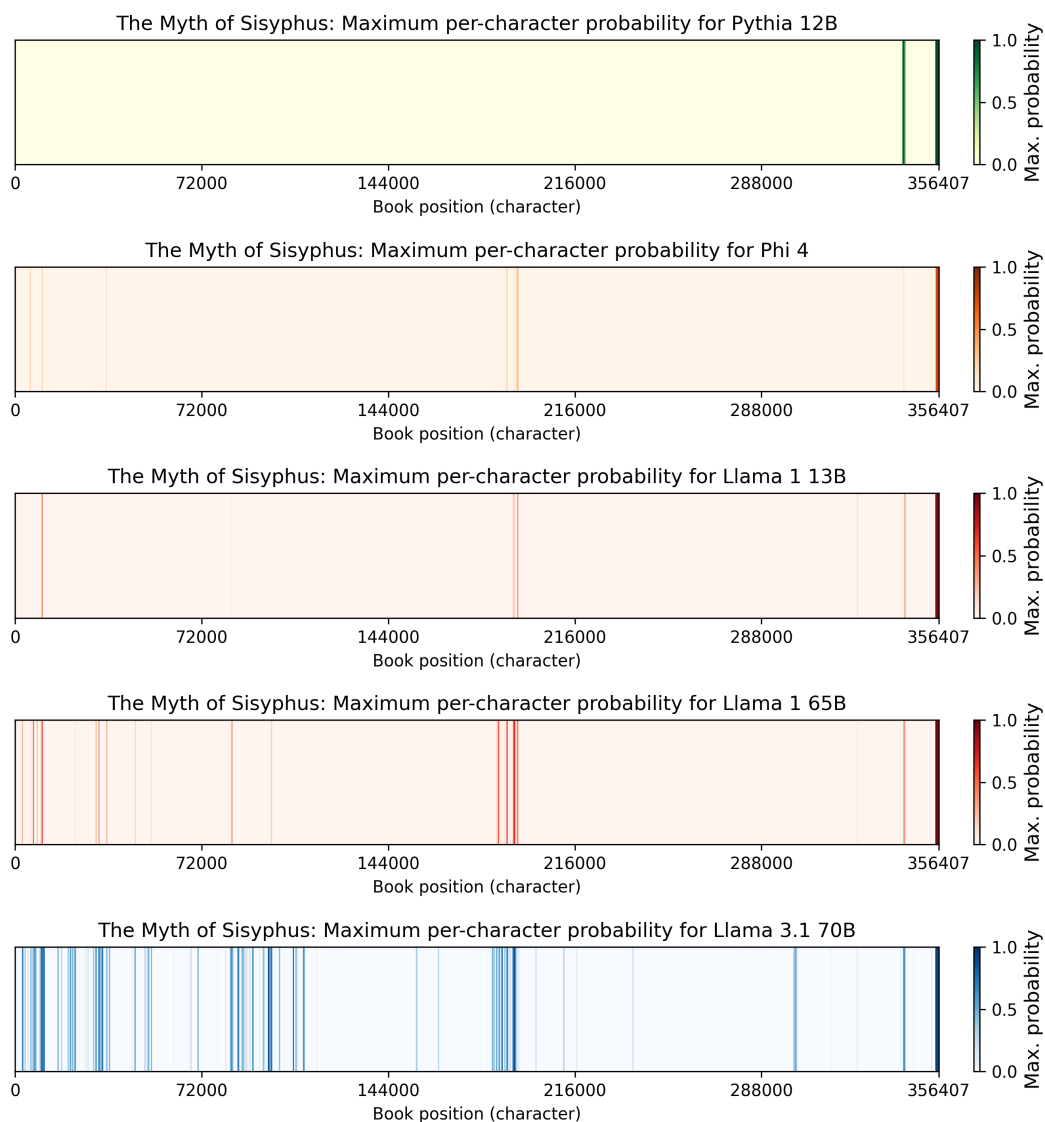 The Myth of Sisyphus: Maximum per-character probability for Pythia 12B
1.0
0.5
0.0
Max. probability
0 72000 144000 216000 288000 356407
Book position (character)
The Myth of Sisyphus: Maximum per-character probability for Phi 4
1.0
0.5
0.0
Max. probability
0 72000 144000 216000 288000 356407
Book position (character)
The Myth of Sisyphus: Maximum per-character probability for Llama 1 13B
1.0
0.5
0.0
Max. probability
0 72000 144000 216000 288000 356407
Book position (character)
The Myth of Sisyphus: Maximum per-character probability for Llama 1 65B
1.0
0.5
0.0
Max. probability
0 72000 144000 216000 288000 356407
Book position (character)
The Myth of Sisyphus: Maximum per-character probability for Llama 3.1 70B
1.0
0.5
0.0
Max. probability
0 72000 144000 216000 288000 356407
Book position (character)